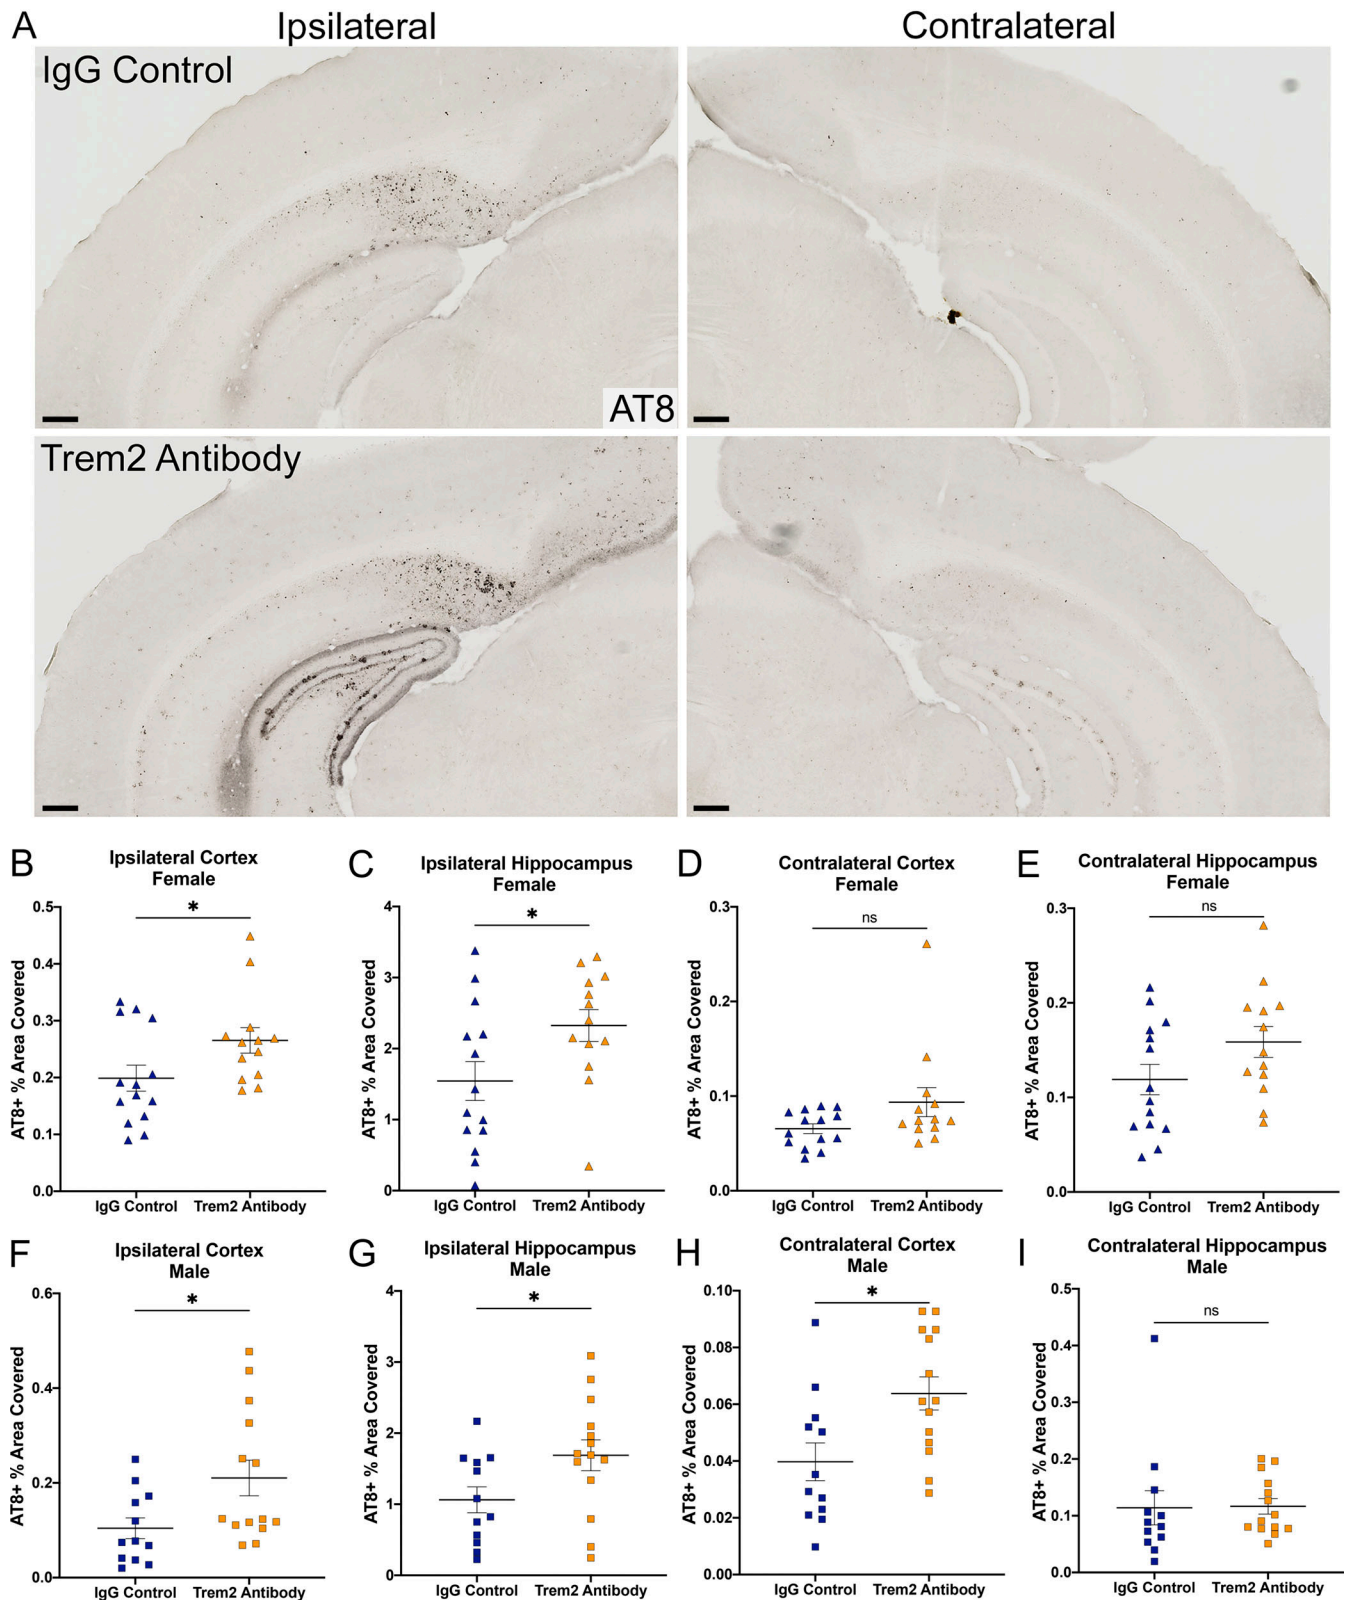 A
Ipsilateral
Contralateral
IgG Control
AT8
Trem2 Antibody
B
Ipsilateral Cortex
Female
*
AT8+ % Area Covered
0.5
0.4
0.3
0.2
0.1
0.0
IgG Control
Trem2 Antibody
C
Ipsilateral Hippocampus
Female
*
AT8+ % Area Covered
4
3
2
1
0
IgG Control
Trem2 Antibody
D
Contralateral Cortex
Female
ns
AT8+ % Area Covered
0.3
0.2
0.1
0.0
IgG Control
Trem2 Antibody
E
Contralateral Hippocampus
Female
ns
AT8+ % Area Covered
0.3
0.2
0.1
0.0
IgG Control
Trem2 Antibody
F
Ipsilateral Cortex
Male
*
AT8+ % Area Covered
0.6
0.4
0.2
0.0
IgG Control
Trem2 Antibody
G
Ipsilateral Hippocampus
Male
*
AT8+ % Area Covered
4
3
2
1
0
IgG Control
Trem2 Antibody
H
Contralateral Cortex
Male
*
AT8+ % Area Covered
0.10
0.08
0.06
0.04
0.02
0.00
IgG Control
Trem2 Antibody
I
Contralateral Hippocampus
Male
ns
AT8+ % Area Covered
0.5
0.4
0.3
0.2
0.1
0.0
IgG Control
Trem2 Antibody